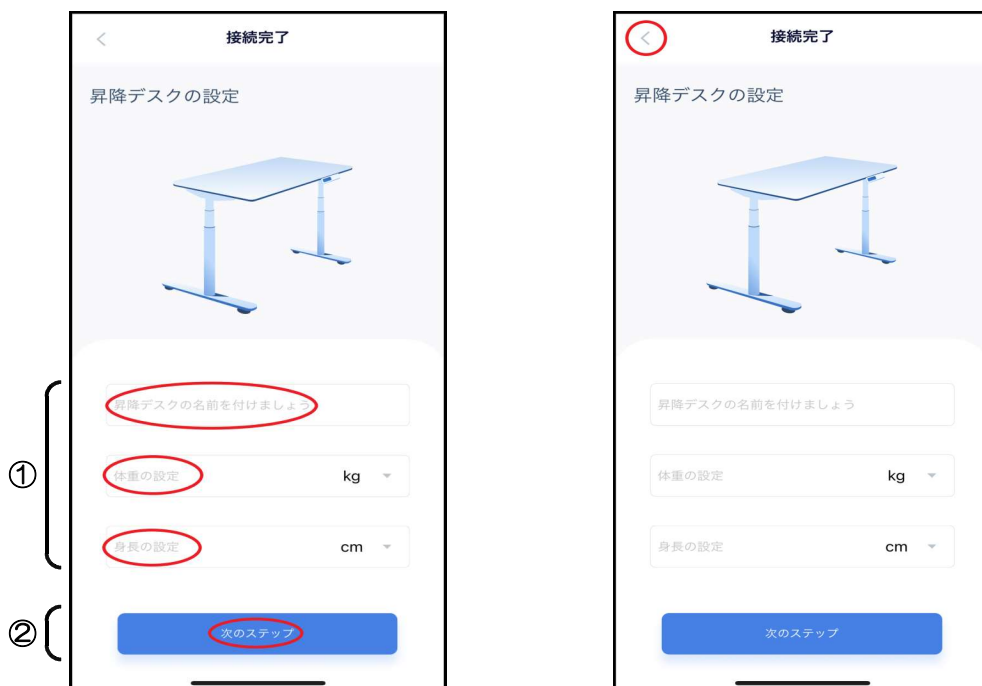 接続完了
昇降デスクの設定
昇降デスクの名前を付けましょう
体重の設定 kg
身長の設定 cm
次のステップ
①
②
接続完了
昇降デスクの設定
昇降デスクの名前を付けましょう
体重の設定 kg
身長の設定 cm
次のステップ